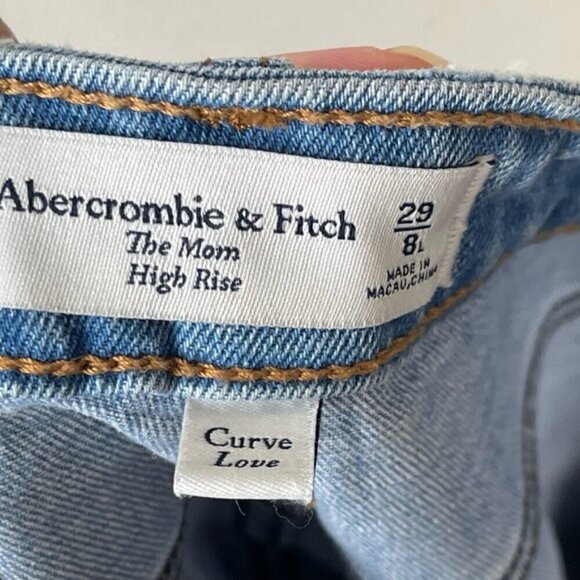 Abercrombie & Fitch
The Mom
High Rise
29
8L
MADE IN
MACAU, CHINA
Curve
Love